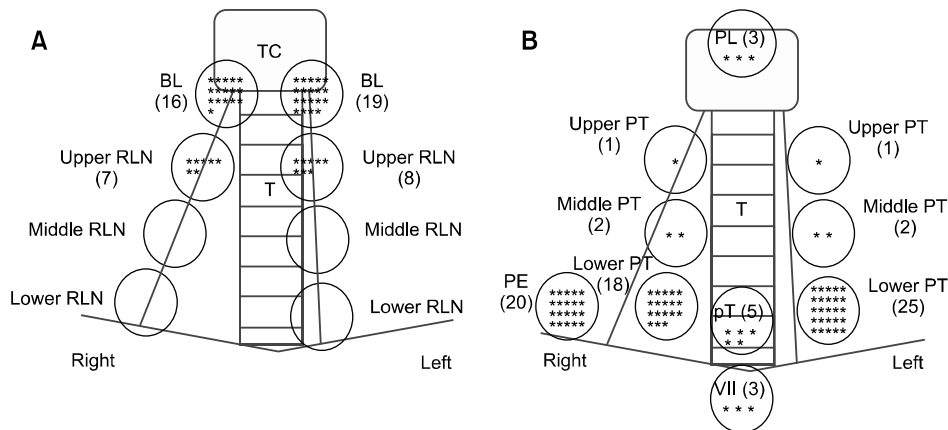 A
TC
BL
(16)
*****
*****
*****
*
*****
*****
*****
****
BL
(19)
Upper RLN
(7)
*****
**
*****
***
Upper RLN
(8)
T
Middle RLN
Middle RLN
Lower RLN
Lower RLN
Right
Left
B
PL (3)
* * *
Upper PT
(1)
*
*
Upper PT
(1)
T
Middle PT
(2)
* *
* *
Middle PT
(2)
PE
(20)
*****
*****
*****
*****
Lower PT
(18)
*****
*****
*****
***
pT (5)
* * *
* *
*****
*****
*****
*****
*****
Lower PT
(25)
Right
Left
VII (3)
* * *